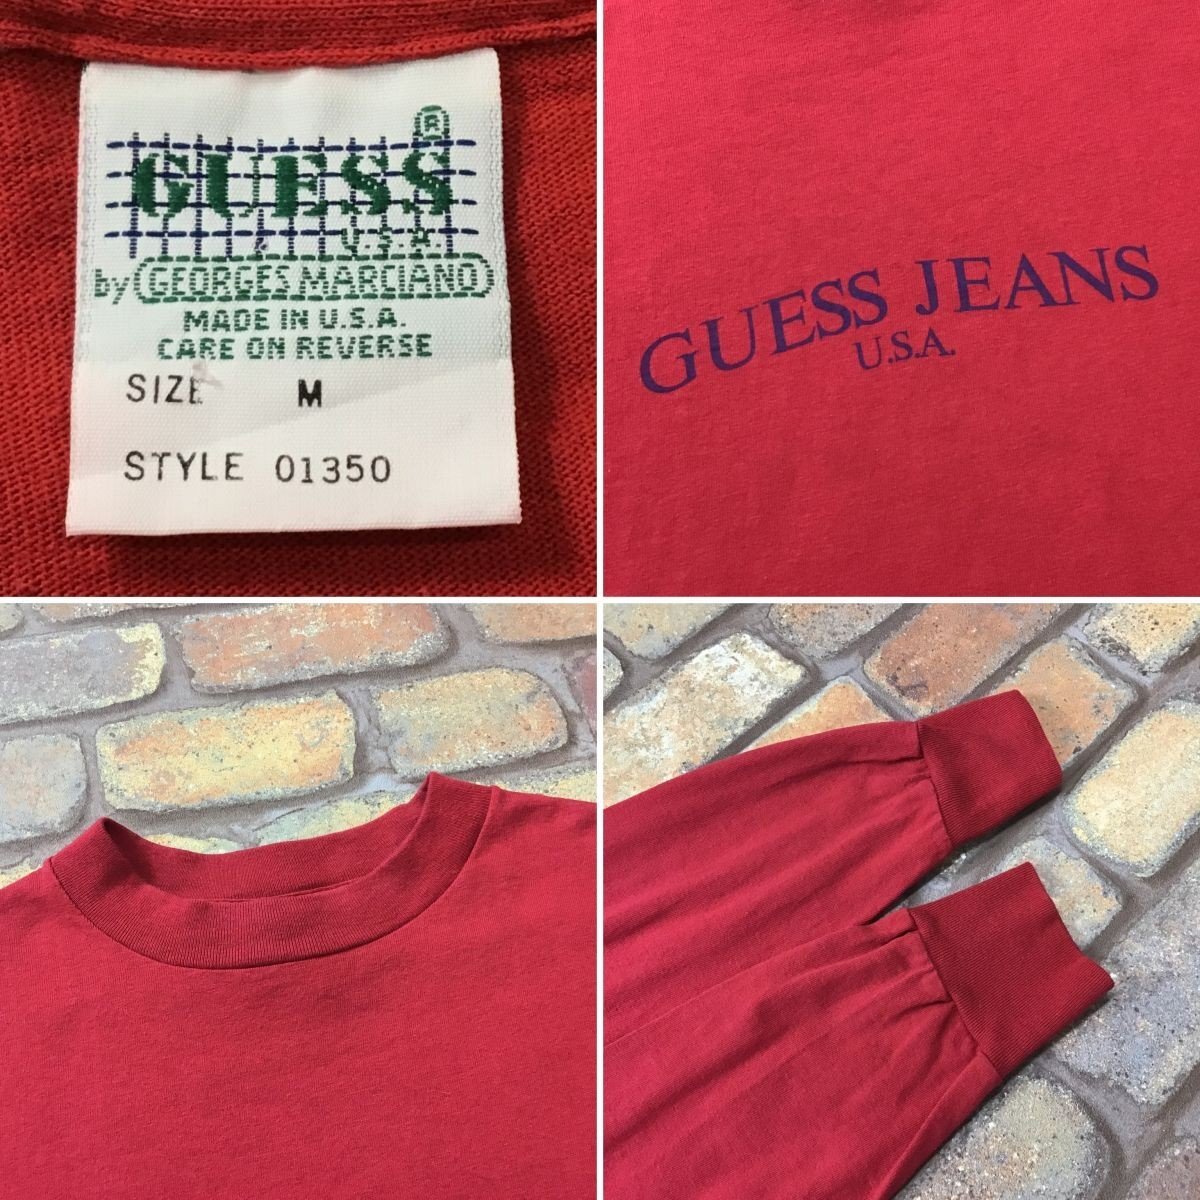 GUESS®
U.S.A.
by GEORGES MARCIANO
MADE IN U.S.A.
CARE ON REVERSE
SIZE M
STYLE 01350
GUESS JEANS
U.S.A.